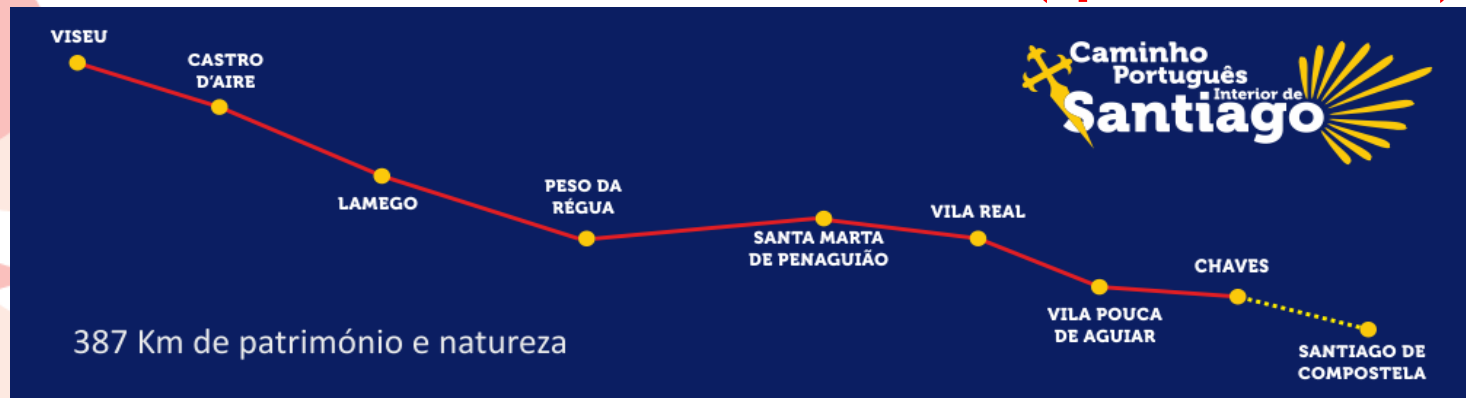 VISEU
CASTRO
D'AIRE
LAMEGO
PESO DA
RÉGUA
SANTA MARTA
DE PENAGUIÃO
VILA REAL
VILA POUCA
DE AGUIAR
CHAVES
SANTIAGO DE
COMPOSTELA
Caminho
Português
Interior de
Santiago
387 Km de património e natureza